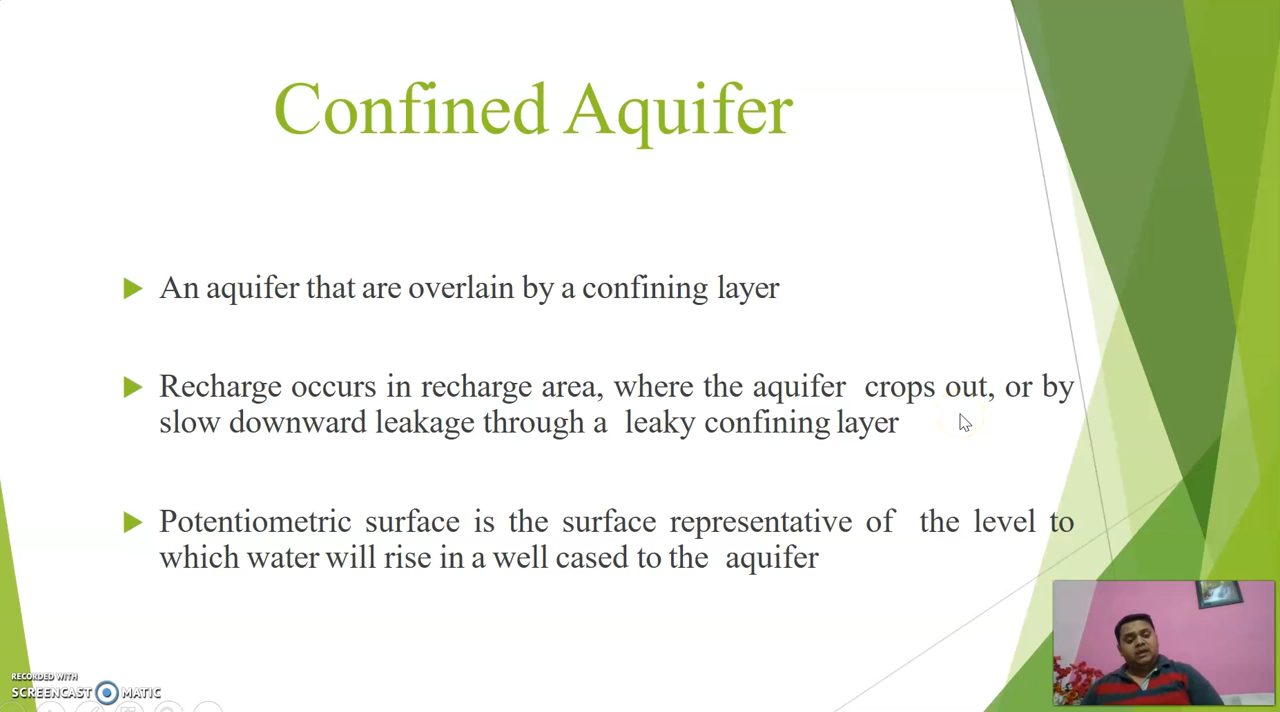 Confined Aquifer
An aquifer that are overlain by a confining layer
Recharge occurs in recharge area, where the aquifer crops out, or by
slow downward leakage through a leaky confining layer
Potentiometric surface is the surface representative of the level to
which water will rise in a well cased to the aquifer
RECORDED WITH
SCREENCAST MATIC